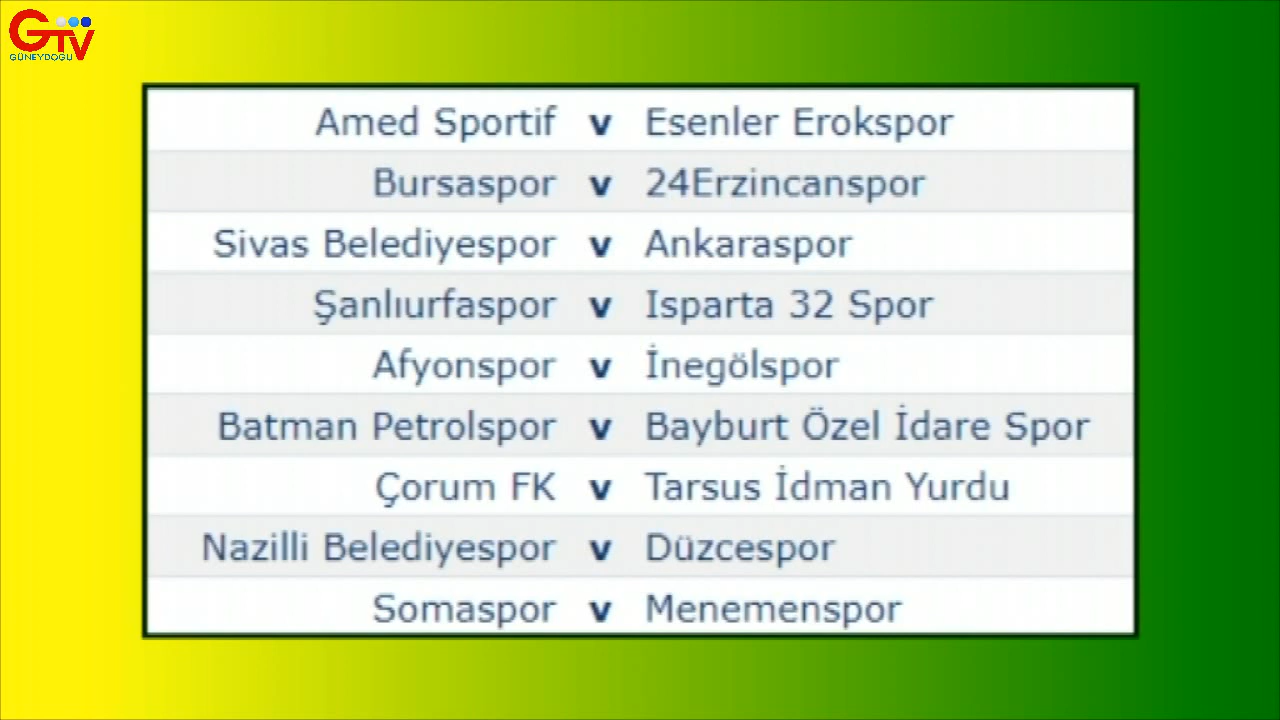 GTV
GÜNEYDOGU
Amed Sportif v Esenler Erokspor
Bursaspor v 24Erzincanspor
Sivas Belediyespor v Ankaraspor
Şanlıurfaspor v Isparta 32 Spor
Afyonspor v İnegölspor
Batman Petrolspor v Bayburt Özel İdare Spor
Çorum FK v Tarsus İdman Yurdu
Nazilli Belediyespor v Düzcespor
Somaspor v Menemenspor